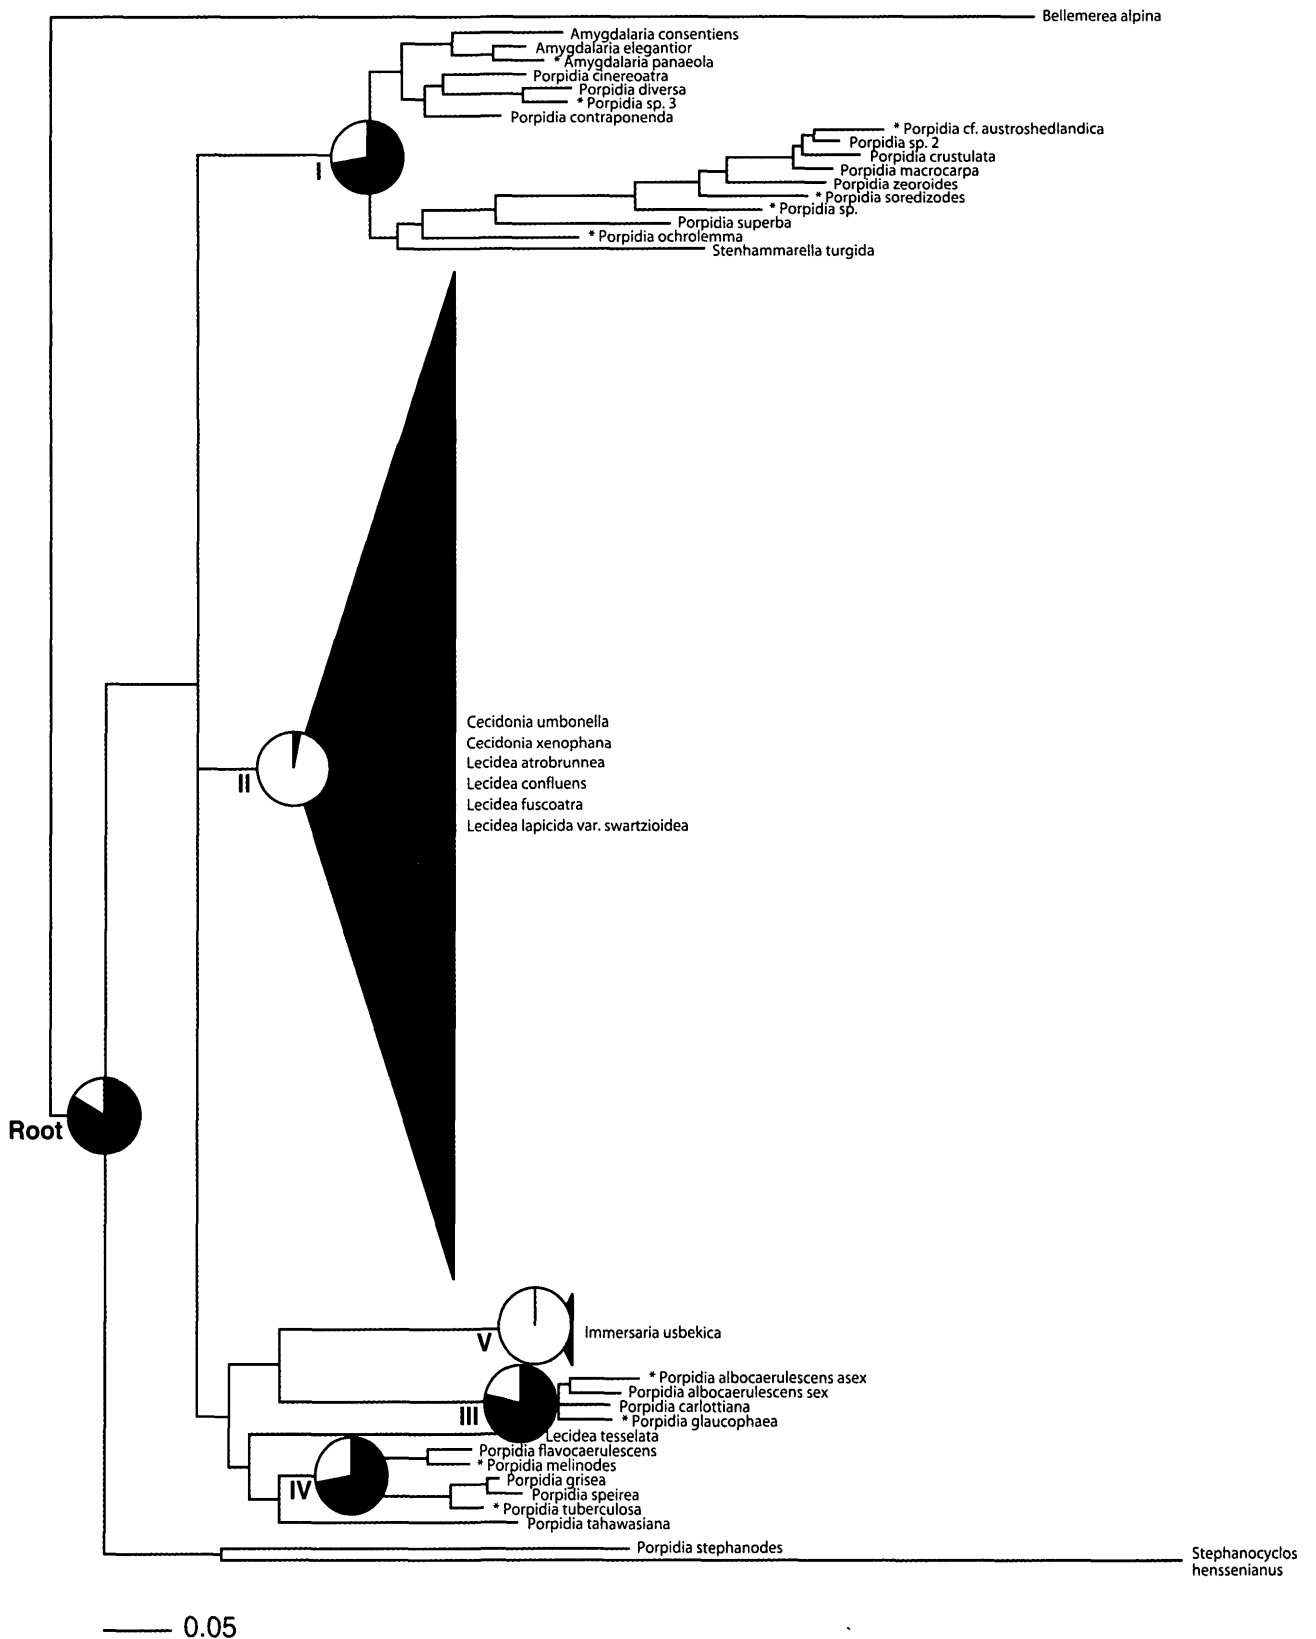 Bellemerea alpina
Amygdalaria consentiens
Amygdalaria elegantior
* Amygdalaria panaeola
Porpidia cinereoatra
Porpidia diversa
* Porpidia sp. 3
Porpidia contraponenda
* Porpidia cf. austroshedlandica
Porpidia sp. 2
Porpidia crustulata
Porpidia macrocarpa
I
Porpidia zeoroides
* Porpidia soredizodes
* Porpidia sp.
Porpidia superba
* Porpidia ochrolemma
Stenhammarella turgida
Cecidonia umbonella
Cecidonia xenophana
Lecidea atrobrunnea
II
Lecidea confluens
Lecidea fuscoatra
Lecidea lapicida var. swartzioidea
Root
V
Immersaria usbekica
* Porpidia albocaerulescens asex
Porpidia albocaerulescens sex
Porpidia carlottiana
III
* Porpidia glaucophaea
Lecidea tesselata
Porpidia flavocaerulescens
* Porpidia melinodes
Porpidia grisea
IV
Porpidia speirea
* Porpidia tuberculosa
Porpidia tahawasiana
Porpidia stephanodes
Stephanocyclos
henssenianus
0.05